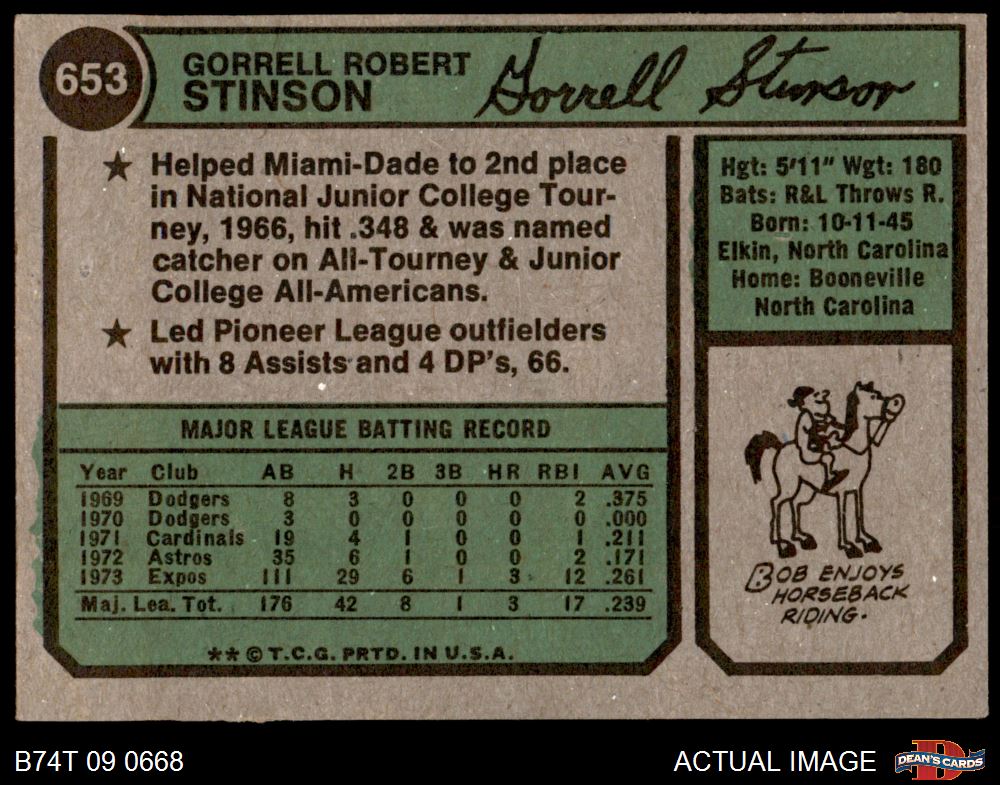 653
GORRELL ROBERT
STINSON
Gorrell Stinson
★ Helped Miami-Dade to 2nd place
in National Junior College Tour-
ney, 1966, hit .348 & was named
catcher on All-Tourney & Junior
College All-Americans.
★ Led Pioneer League outfielders
with 8 Assists and 4 DP's, 66.
Hgt: 5'11" Wgt: 180
Bats: R&L Throws R.
Born: 10-11-45
Elkin, North Carolina
Home: Booneville
North Carolina
MAJOR LEAGUE BATTING RECORD
Year Club AB H 2B 3B HR RBI AVG
1969 Dodgers 8 3 0 0 0 2 .375
1970 Dodgers 3 0 0 0 0 0 .000
1971 Cardinals 19 4 1 0 0 1 .211
1972 Astros 35 6 1 0 0 2 .171
1973 Expos 111 29 6 1 3 12 .261
Maj. Lea. Tot. 176 42 8 1 3 17 .239
**© T.C.G. PRTD. IN U.S.A.
BOB ENJOYS
HORSEBACK
RIDING.
B74T 09 0668
ACTUAL IMAGE
DEAN'S CARDS